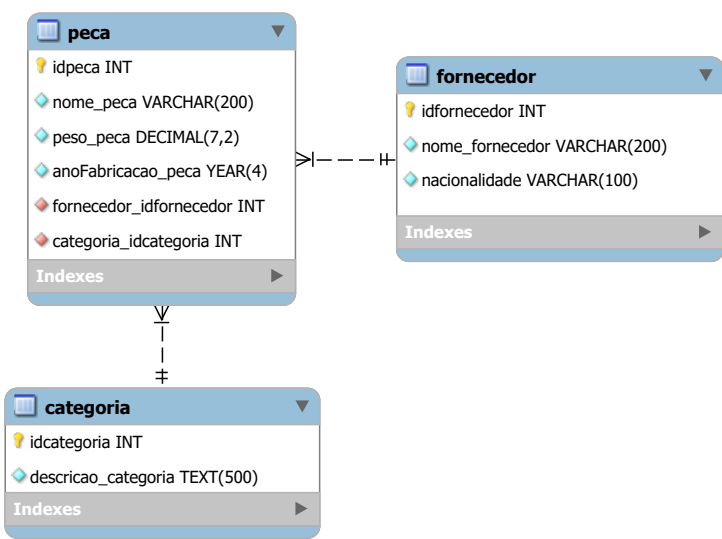 peca
idpeca INT
nome_peca VARCHAR(200)
peso_peca DECIMAL(7,2)
anoFabricacao_peca YEAR(4)
fornecedor_idfornecedor INT
categoria_idcategoria INT
Indexes
fornecedor
idfornecedor INT
nome_fornecedor VARCHAR(200)
nacionalidade VARCHAR(100)
Indexes
categoria
idcategoria INT
descricao_categoria TEXT(500)
Indexes